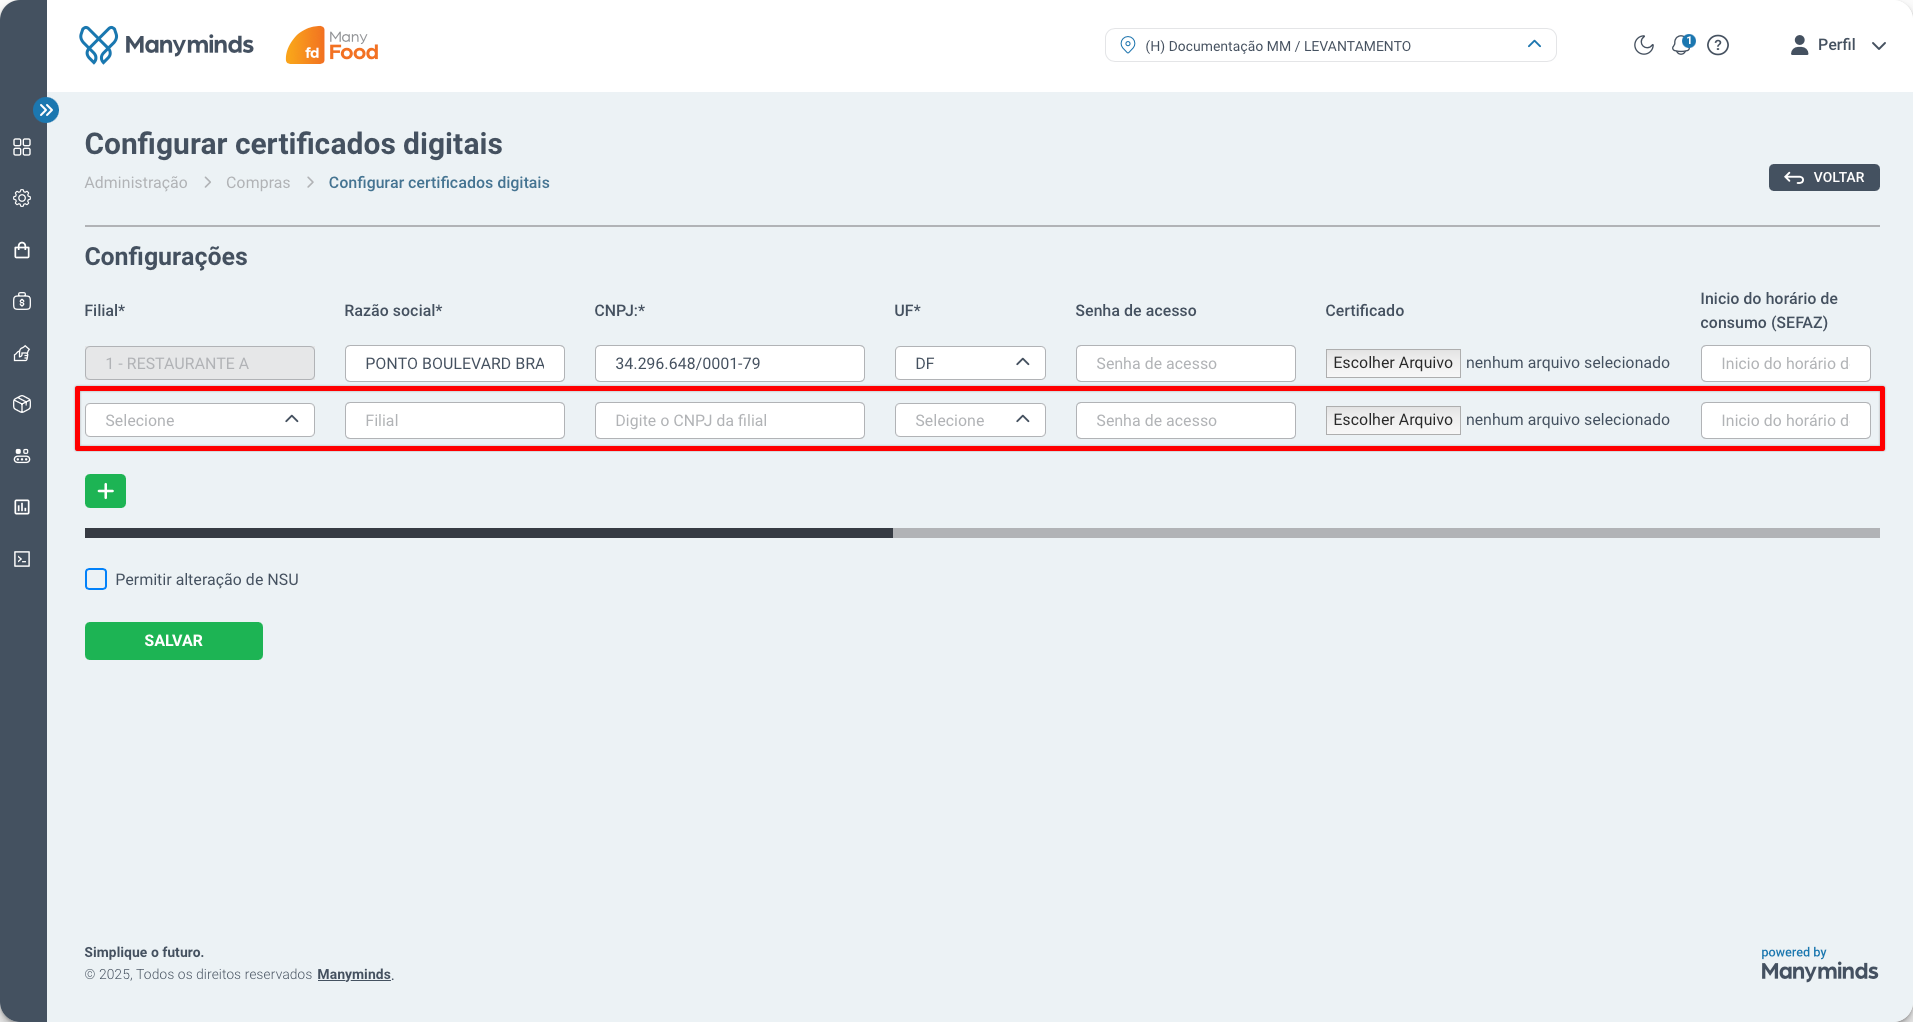 Manyminds
fd Many Food
(H) Documentação MM / LEVANTAMENTO
1
Perfil
Configurar certificados digitais
Administração > Compras > Configurar certificados digitais
VOLTAR
Configurações
Filial* Razão social* CNPJ:* UF* Senha de acesso Certificado Inicio do horário de consumo (SEFAZ)
1 - RESTAURANTE A PONTO BOULEVARD BRA 34.296.648/0001-79 DF Senha de acesso Escolher Arquivo nenhum arquivo selecionado Inicio do horário d
Selecione Filial Digite o CNPJ da filial Selecione Senha de acesso Escolher Arquivo nenhum arquivo selecionado Inicio do horário d
+
Permitir alteração de NSU
SALVAR
Simplique o futuro.
© 2025, Todos os direitos reservados Manyminds.
powered by
Manyminds